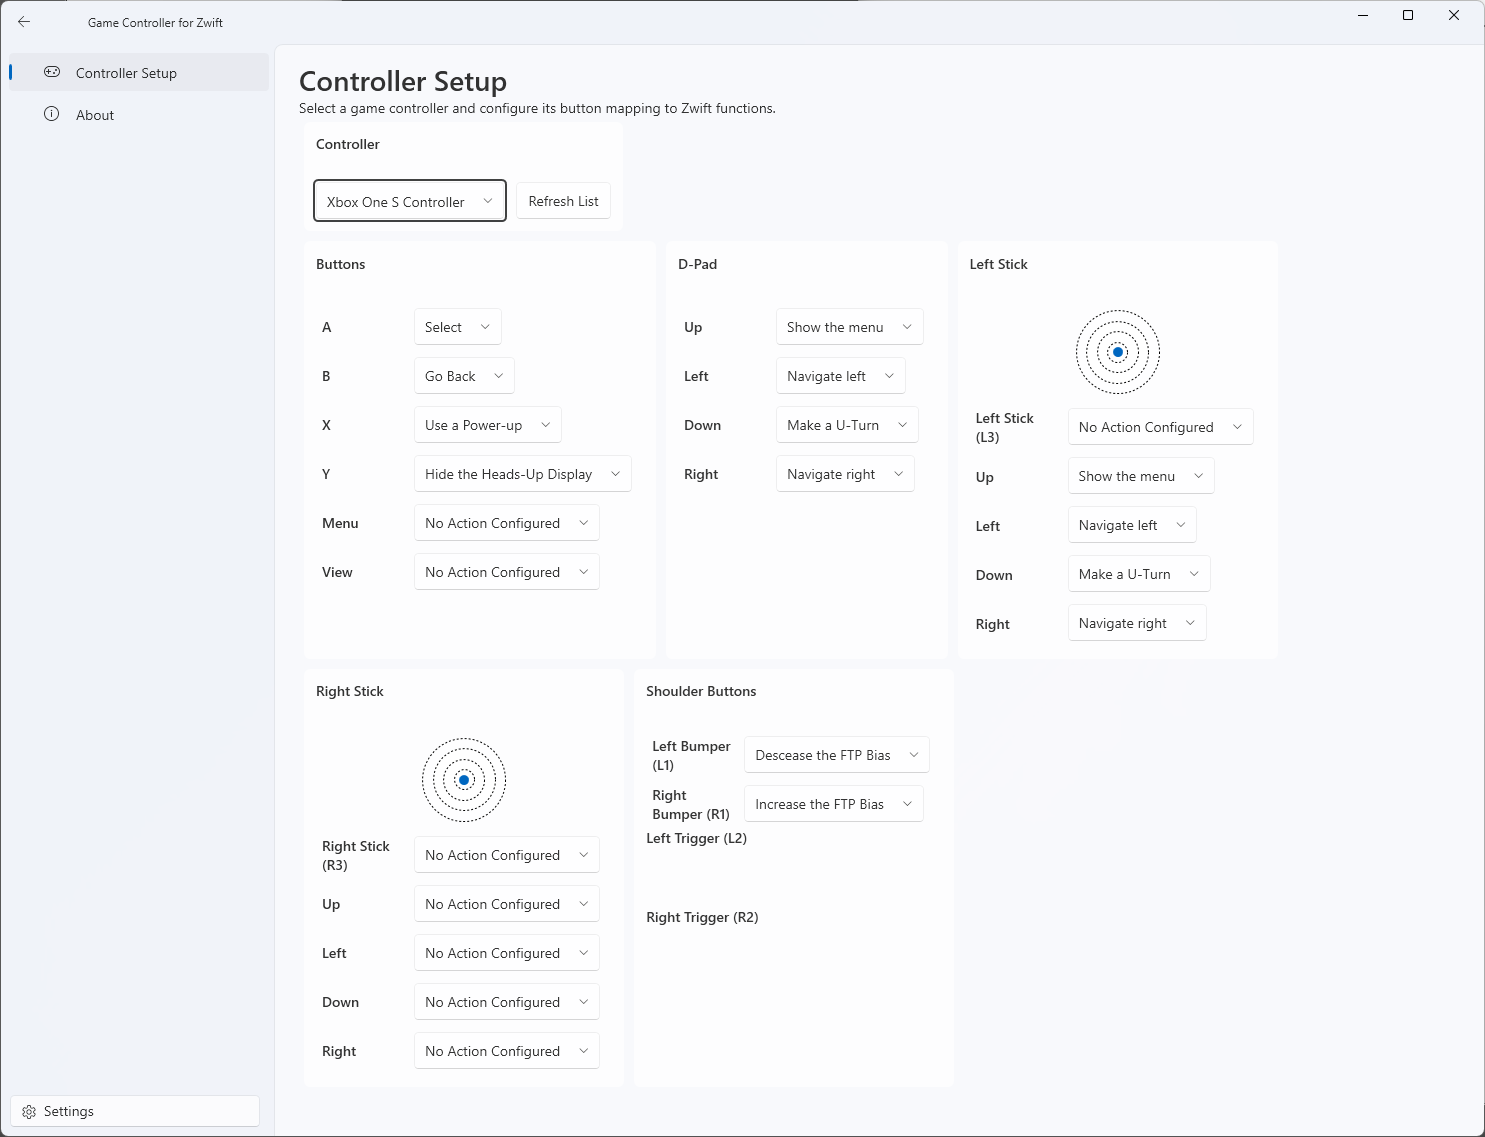 Game Controller for Zwift
Controller Setup
About
Controller Setup
Select a game controller and configure its button mapping to Zwift functions.
Controller
Xbox One S Controller
Refresh List
Buttons
A
Select
B
Go Back
X
Use a Power-up
Y
Hide the Heads-Up Display
Menu
No Action Configured
View
No Action Configured
D-Pad
Up
Show the menu
Left
Navigate left
Down
Make a U-Turn
Right
Navigate right
Left Stick
Left Stick
(L3)
No Action Configured
Up
Show the menu
Left
Navigate left
Down
Make a U-Turn
Right
Navigate right
Right Stick
Right Stick
(R3)
No Action Configured
Up
No Action Configured
Left
No Action Configured
Down
No Action Configured
Right
No Action Configured
Shoulder Buttons
Left Bumper
(L1)
Descease the FTP Bias
Right
Bumper (R1)
Increase the FTP Bias
Left Trigger (L2)
Right Trigger (R2)
Settings